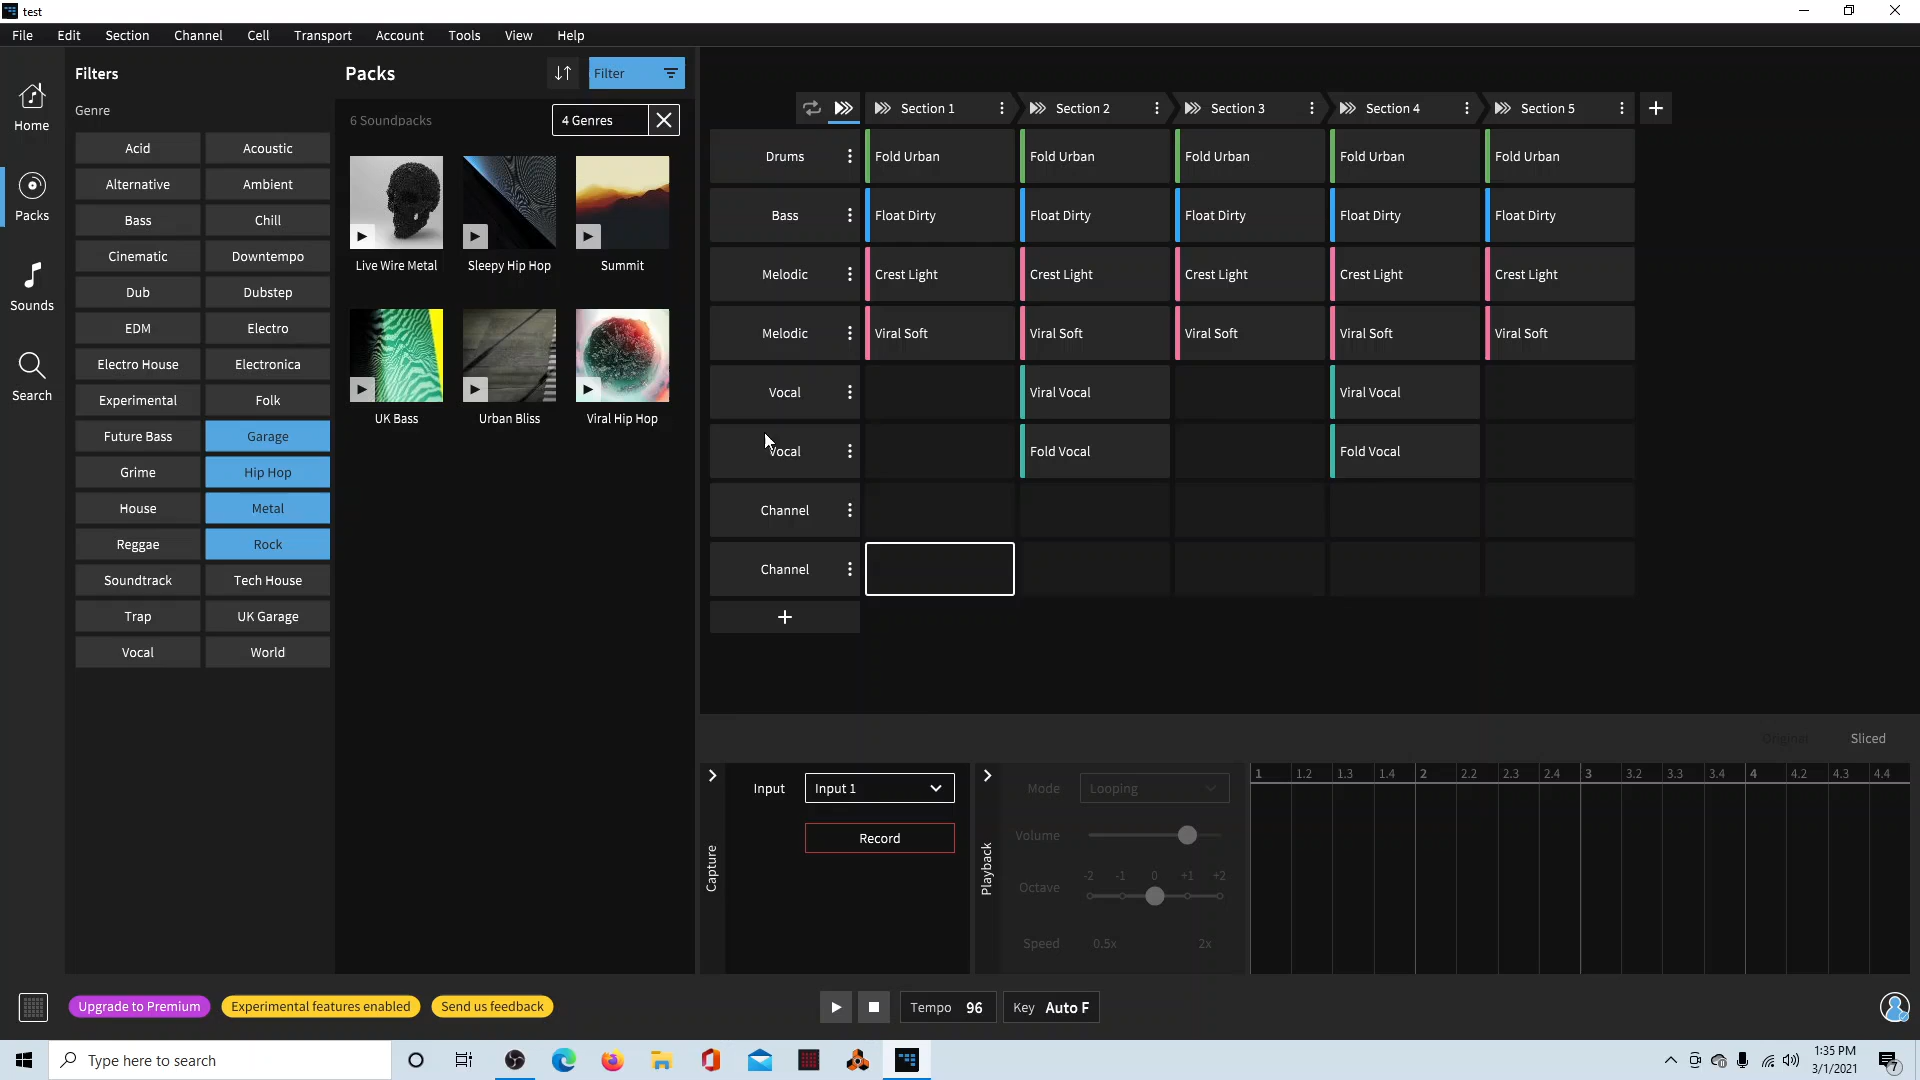 test
File Edit Section Channel Cell Transport Account Tools View Help
Home
Packs
Sounds
Search
Filters
Genre
Acid Acoustic
Alternative Ambient
Bass Chill
Cinematic Downtempo
Dub Dubstep
EDM Electro
Electro House Electronica
Experimental Folk
Future Bass Garage
Grime Hip Hop
House Metal
Reggae Rock
Soundtrack Tech House
Trap UK Garage
Vocal World
Packs Filter
6 Soundpacks 4 Genres
Live Wire Metal Sleepy Hip Hop Summit
UK Bass Urban Bliss Viral Hip Hop
Section 1 Section 2 Section 3 Section 4 Section 5
Drums Fold Urban Fold Urban Fold Urban Fold Urban Fold Urban
Bass Float Dirty Float Dirty Float Dirty Float Dirty Float Dirty
Melodic Crest Light Crest Light Crest Light Crest Light Crest Light
Melodic Viral Soft Viral Soft Viral Soft Viral Soft Viral Soft
Vocal Viral Vocal Viral Vocal
Vocal Fold Vocal Fold Vocal
Channel
Channel
Original Sliced
Capture
Input Input 1
Record
Playback
Mode Looping
Volume
-2 -1 0 +1 +2
Octave
Speed 0.5x 2x
1 1.2 1.3 1.4 2 2.2 2.3 2.4 3 3.2 3.3 3.4 4 4.2 4.3 4.4
Upgrade to Premium Experimental features enabled Send us feedback
Tempo 96 Key Auto F
Type here to search
1:35 PM
3/1/2021
7